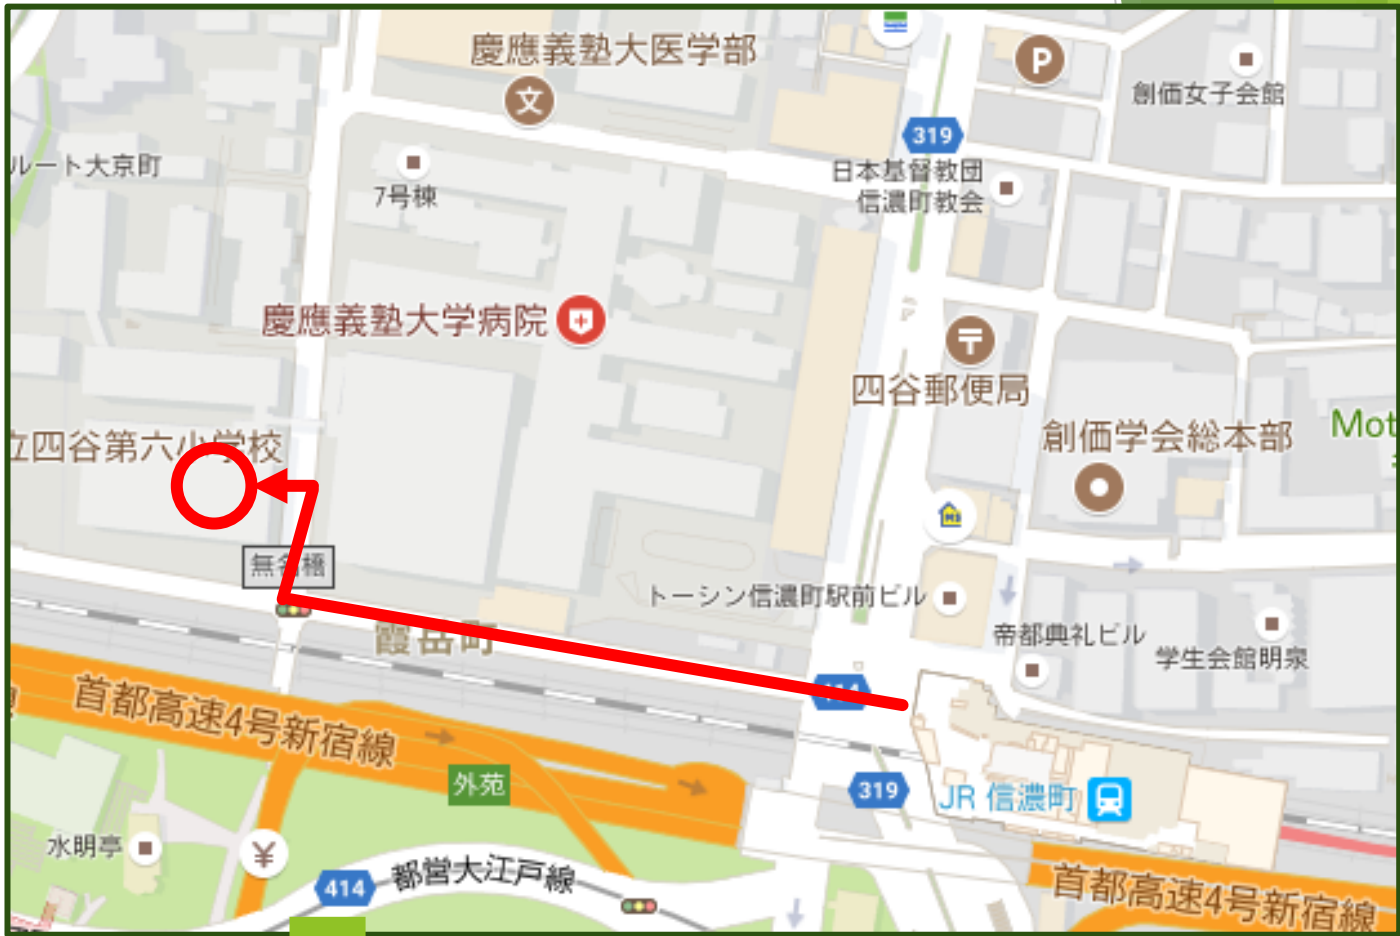 慶應義塾大医学部
文
P
創価女子会館
319
ルート大京町
7号棟
日本基督教団
信濃町教会
慶應義塾大学病院
〒
四谷郵便局
立四谷第六小学校
創価学会総本部
Mot
無名橋
トーシン信濃町駅前ビル
帝都典礼ビル
学生会館明泉
霞岳町
首都高速4号新宿線
外苑
319
JR 信濃町
水明亭
¥
414
都営大江戸線
首都高速4号新宿線